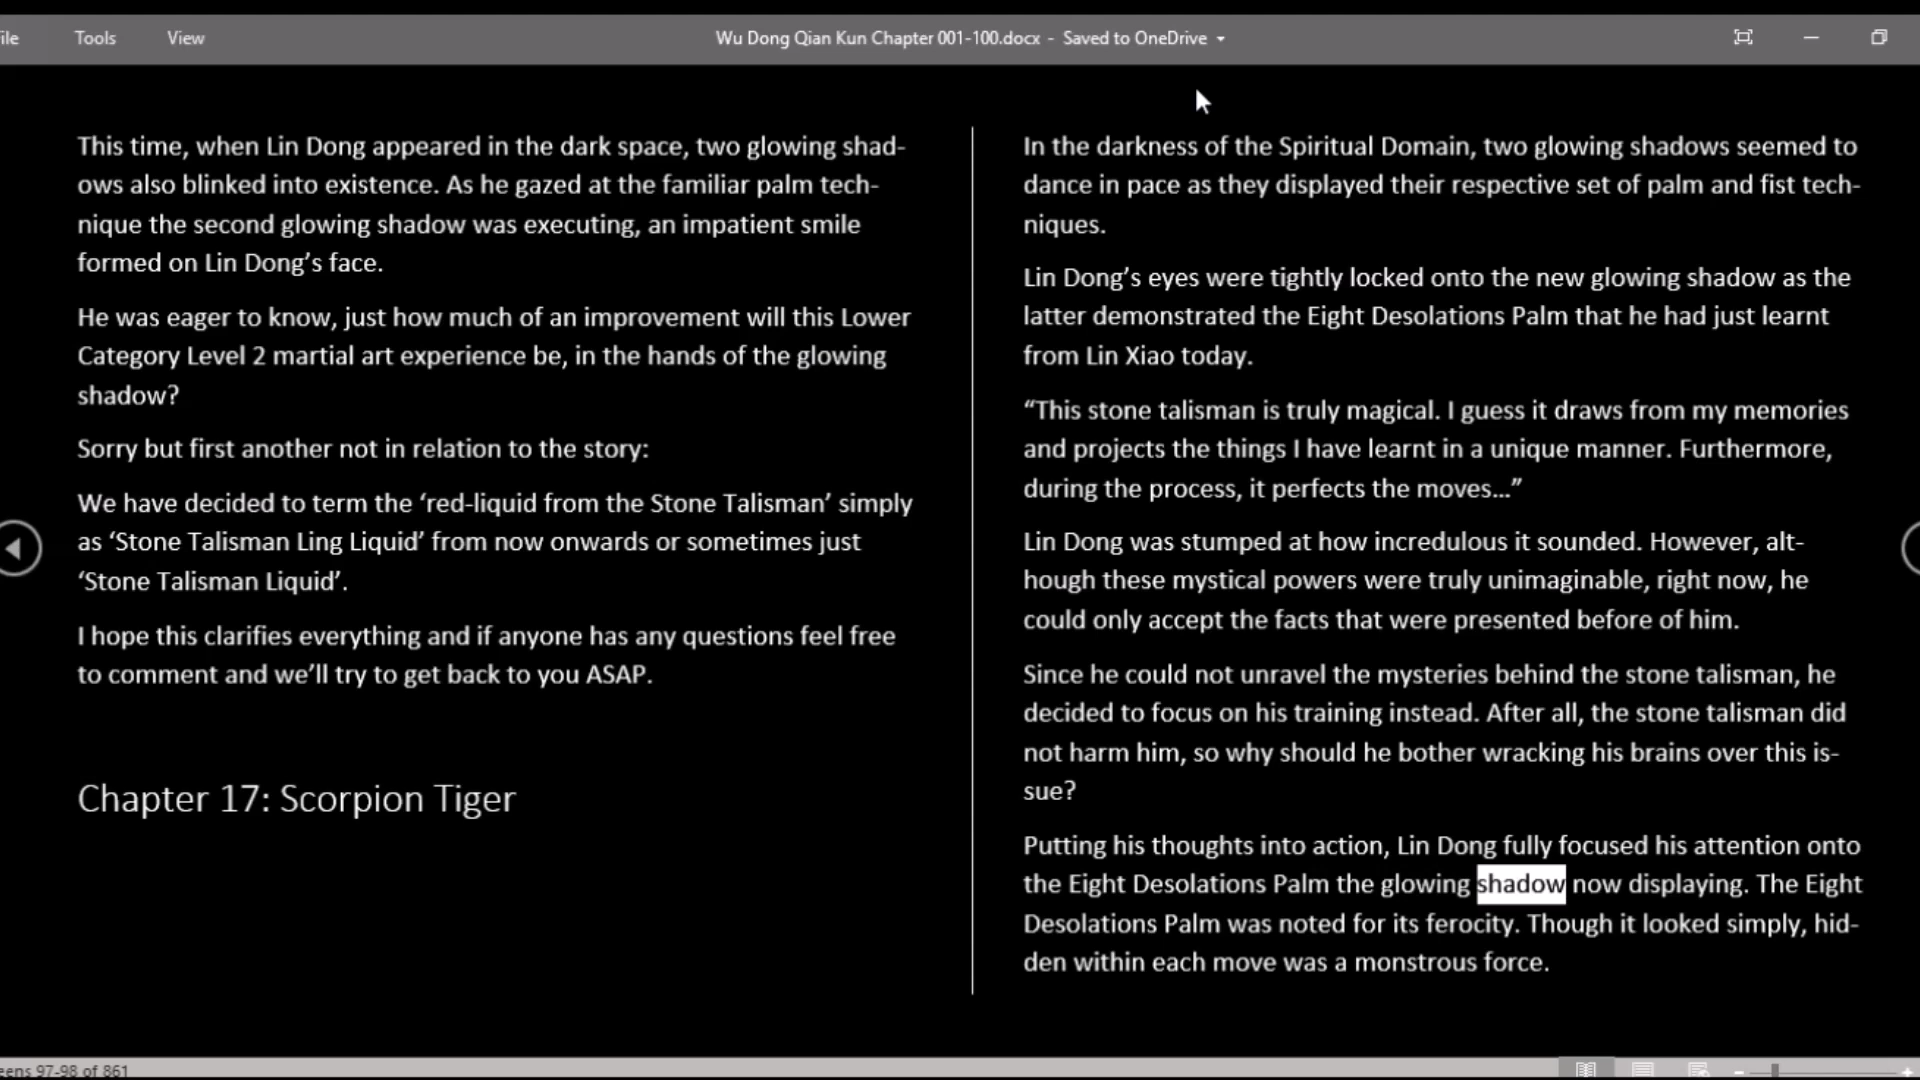 ile Tools View Wu Dong Qian Kun Chapter 001-100.docx - Saved to OneDrive
This time, when Lin Dong appeared in the dark space, two glowing shad-
ows also blinked into existence. As he gazed at the familiar palm tech-
nique the second glowing shadow was executing, an impatient smile
formed on Lin Dong’s face.
He was eager to know, just how much of an improvement will this Lower
Category Level 2 martial art experience be, in the hands of the glowing
shadow?
Sorry but first another not in relation to the story:
We have decided to term the ‘red-liquid from the Stone Talisman’ simply
as ‘Stone Talisman Ling Liquid’ from now onwards or sometimes just
‘Stone Talisman Liquid’.
I hope this clarifies everything and if anyone has any questions feel free
to comment and we’ll try to get back to you ASAP.
Chapter 17: Scorpion Tiger
In the darkness of the Spiritual Domain, two glowing shadows seemed to
dance in pace as they displayed their respective set of palm and fist tech-
niques.
Lin Dong’s eyes were tightly locked onto the new glowing shadow as the
latter demonstrated the Eight Desolations Palm that he had just learnt
from Lin Xiao today.
“This stone talisman is truly magical. I guess it draws from my memories
and projects the things I have learnt in a unique manner. Furthermore,
during the process, it perfects the moves…”
Lin Dong was stumped at how incredulous it sounded. However, alt-
hough these mystical powers were truly unimaginable, right now, he
could only accept the facts that were presented before of him.
Since he could not unravel the mysteries behind the stone talisman, he
decided to focus on his training instead. After all, the stone talisman did
not harm him, so why should he bother wracking his brains over this is-
sue?
Putting his thoughts into action, Lin Dong fully focused his attention onto
the Eight Desolations Palm the glowing shadow now displaying. The Eight
Desolations Palm was noted for its ferocity. Though it looked simply, hid-
den within each move was a monstrous force.
eens 97-98 of 861